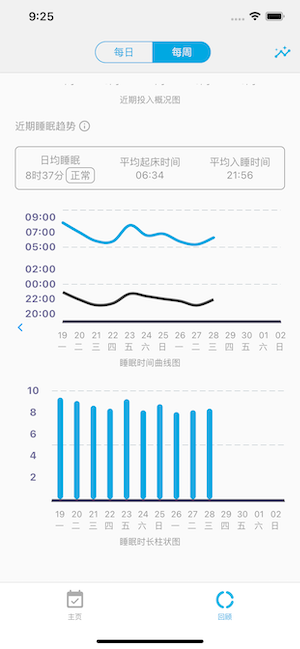 9:25
每日 每周
近期投入概况图
近期睡眠趋势
日均睡眠 平均起床时间 平均入睡时间
8时37分 正常 06:34 21:56
09:00
07:00
05:00
02:00
00:00
22:00
20:00
19 20 21 22 23 24 25 26 27 28 29 30 01 02
一 二 三 四 五 六 日 一 二 三 四 五 六 日
睡眠时间曲线图
10
8
6
4
2
19 20 21 22 23 24 25 26 27 28 29 30 01 02
一 二 三 四 五 六 日 一 二 三 四 五 六 日
睡眠时长柱状图
主页 回顾